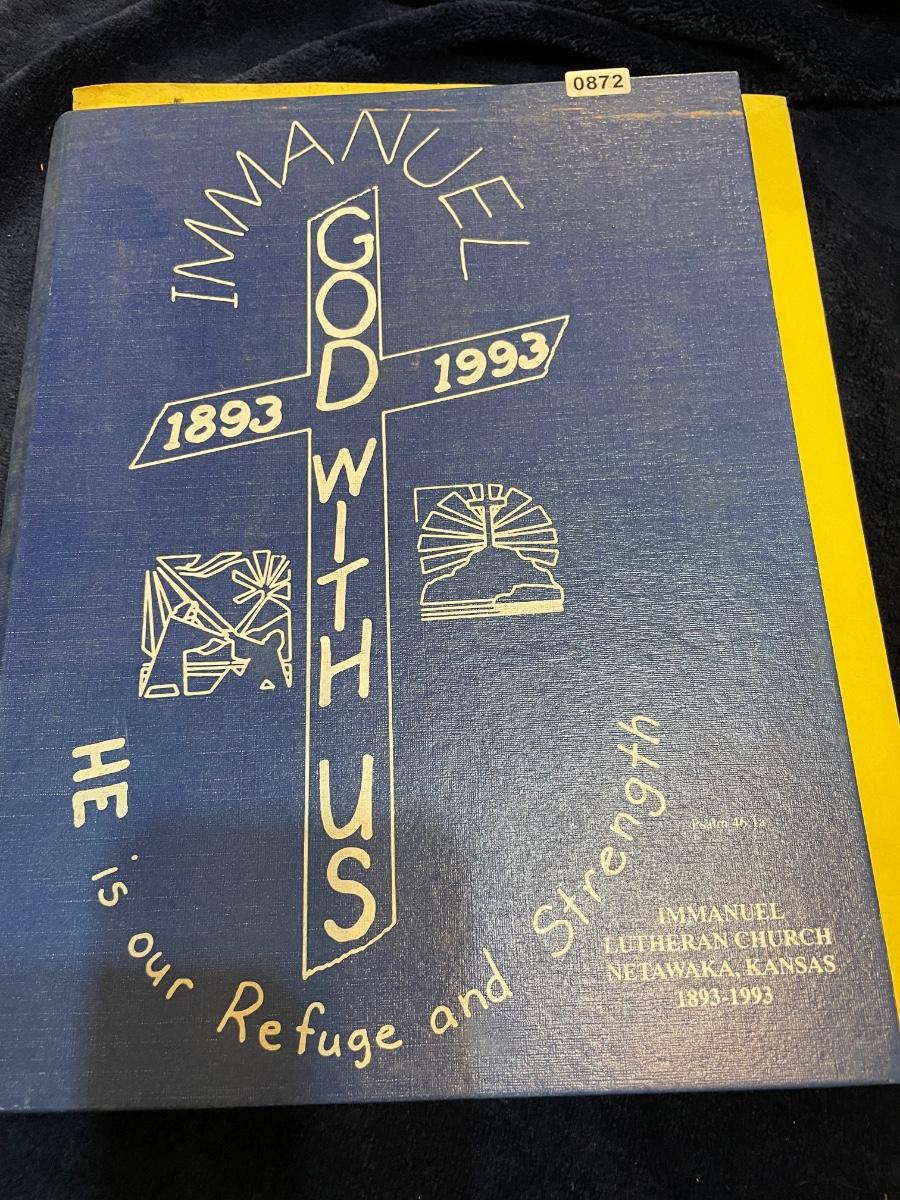 0872
IMMANUEL
GOD
1893
1993
WITH
US
HE is our Refuge and Strength
Psalm 46:1a
IMMANUEL
LUTHERAN CHURCH
NETAWAKA, KANSAS
1893-1993